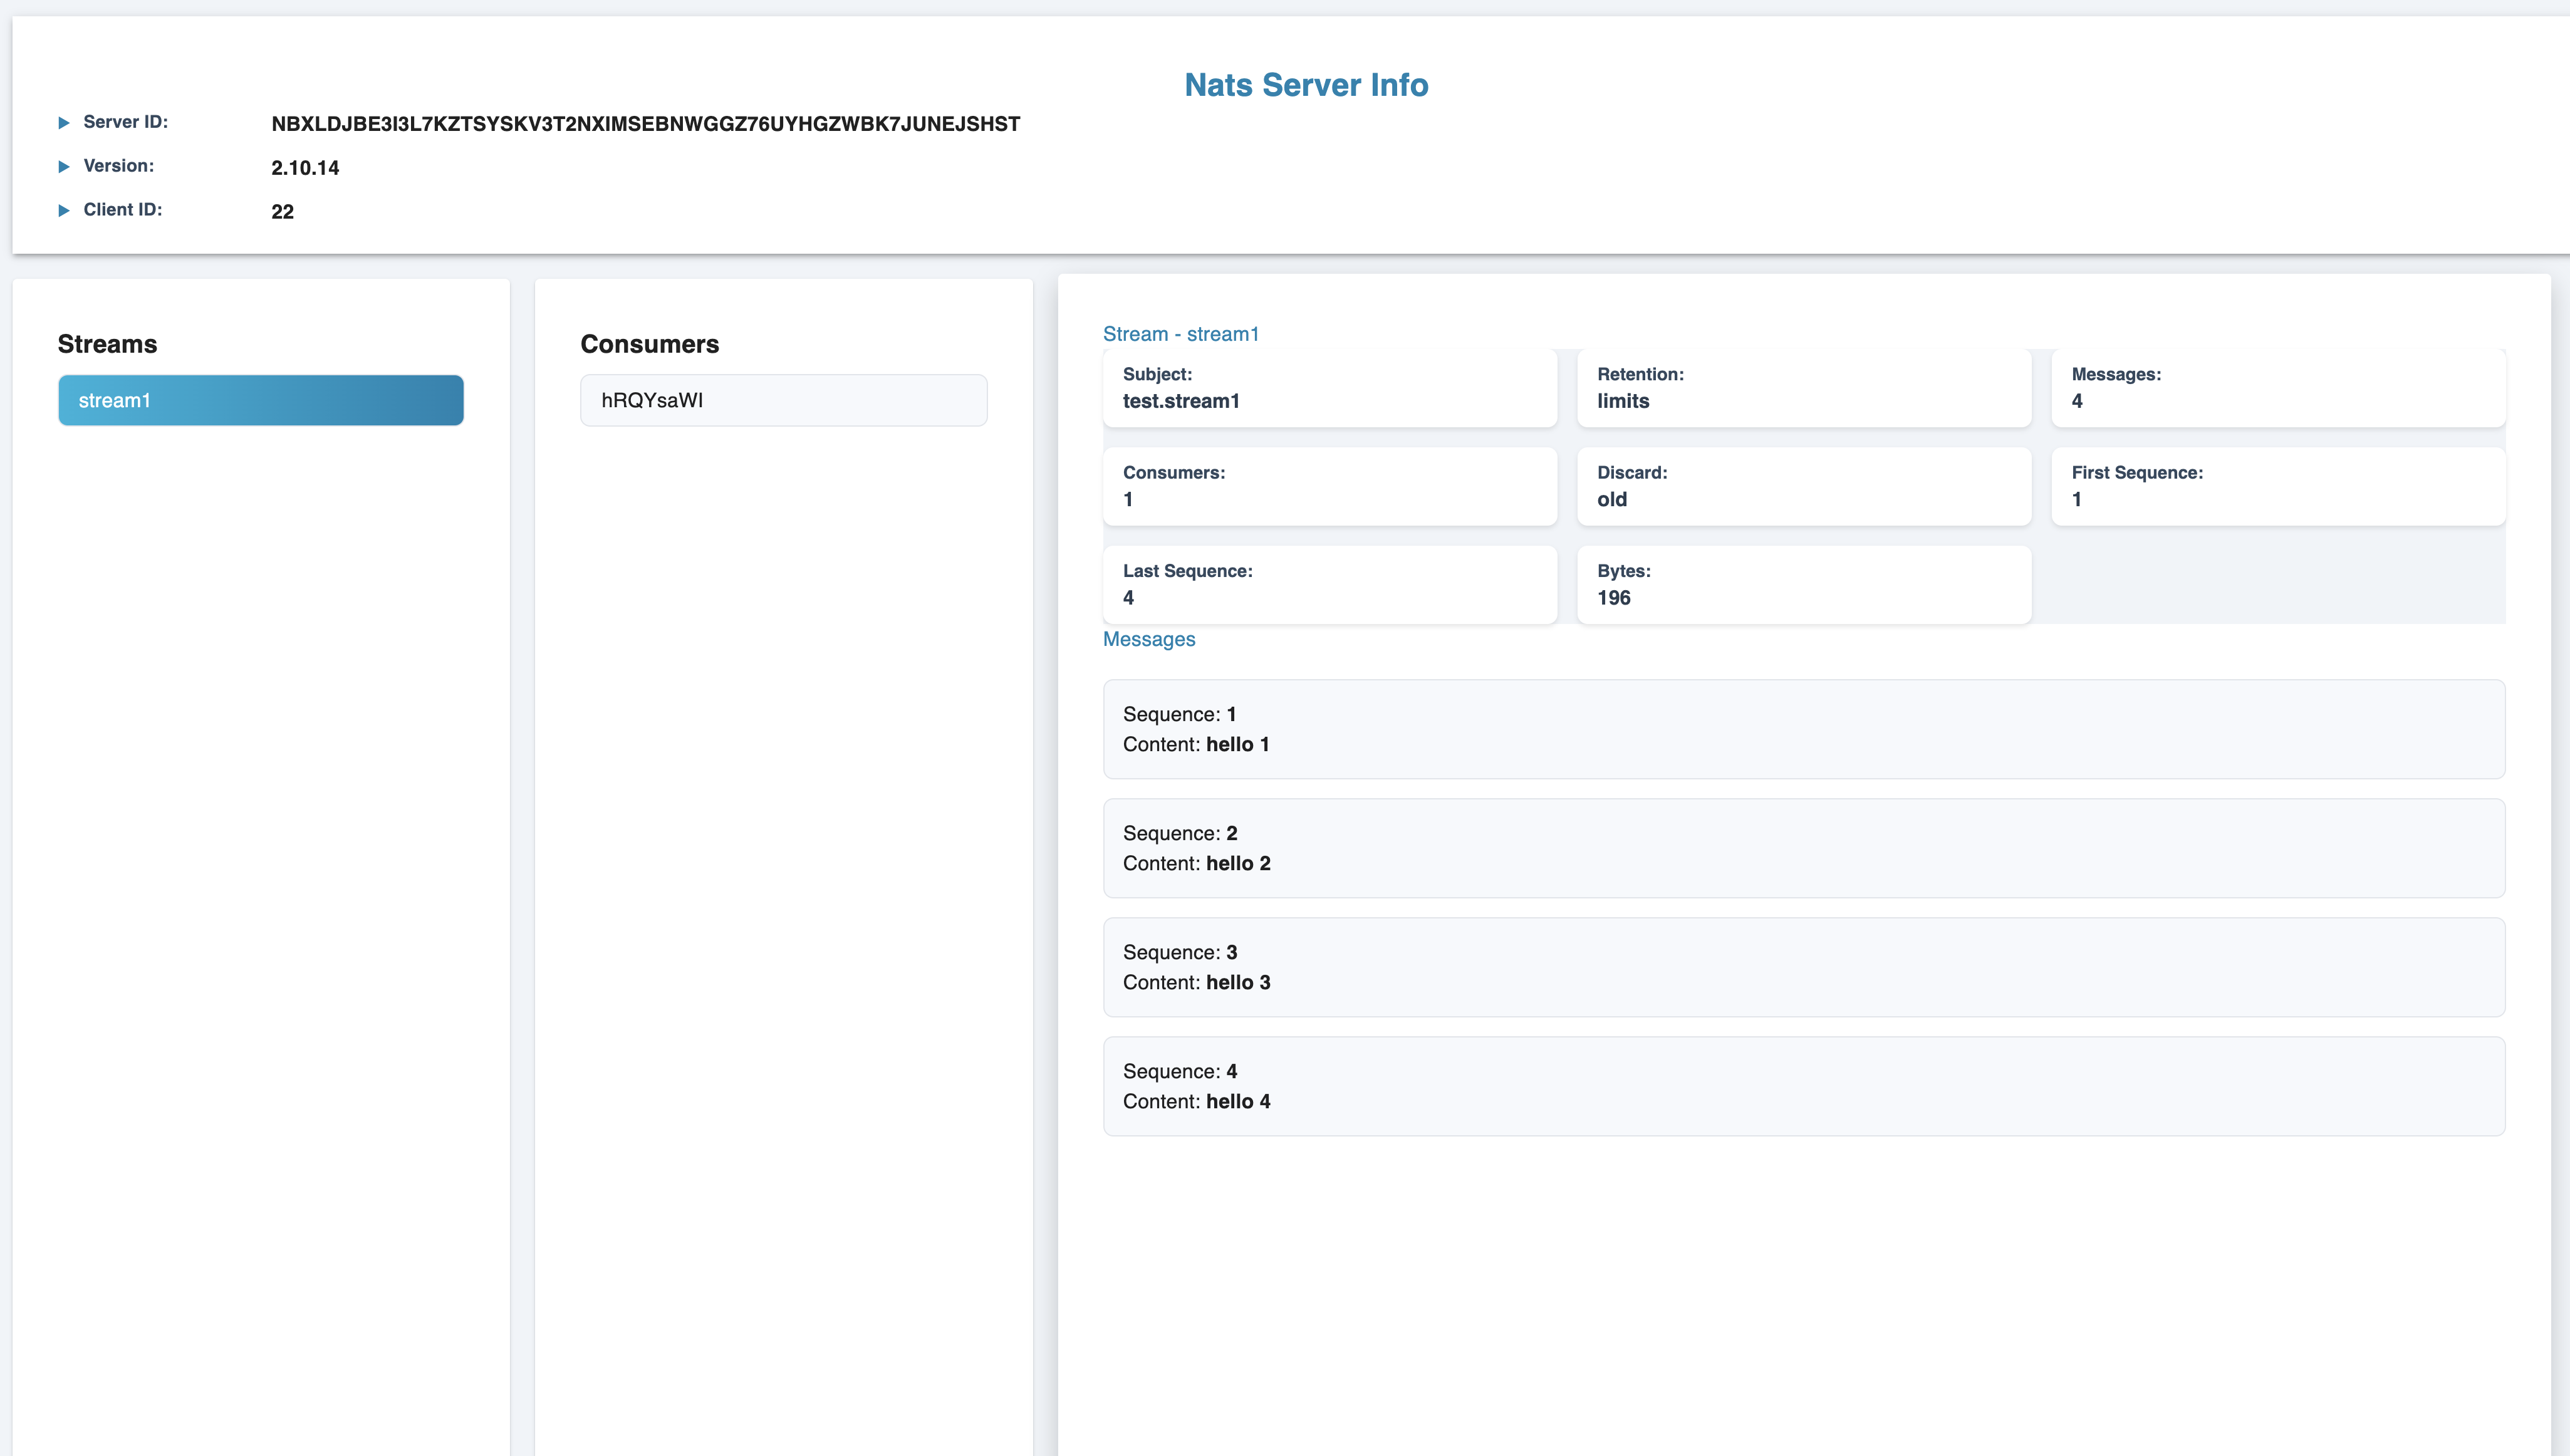 Nats Server Info
Server ID: NBXLDJBE3I3L7KZTSYSKV3T2NXIMSEBNWGGZ76UYHGZWBK7JUNEJSHST
Version: 2.10.14
Client ID: 22
Streams
stream1
Consumers
hRQYsaWI
Stream - stream1
Subject:
test.stream1
Retention:
limits
Messages:
4
Consumers:
1
Discard:
old
First Sequence:
1
Last Sequence:
4
Bytes:
196
Messages
Sequence: 1
Content: hello 1
Sequence: 2
Content: hello 2
Sequence: 3
Content: hello 3
Sequence: 4
Content: hello 4